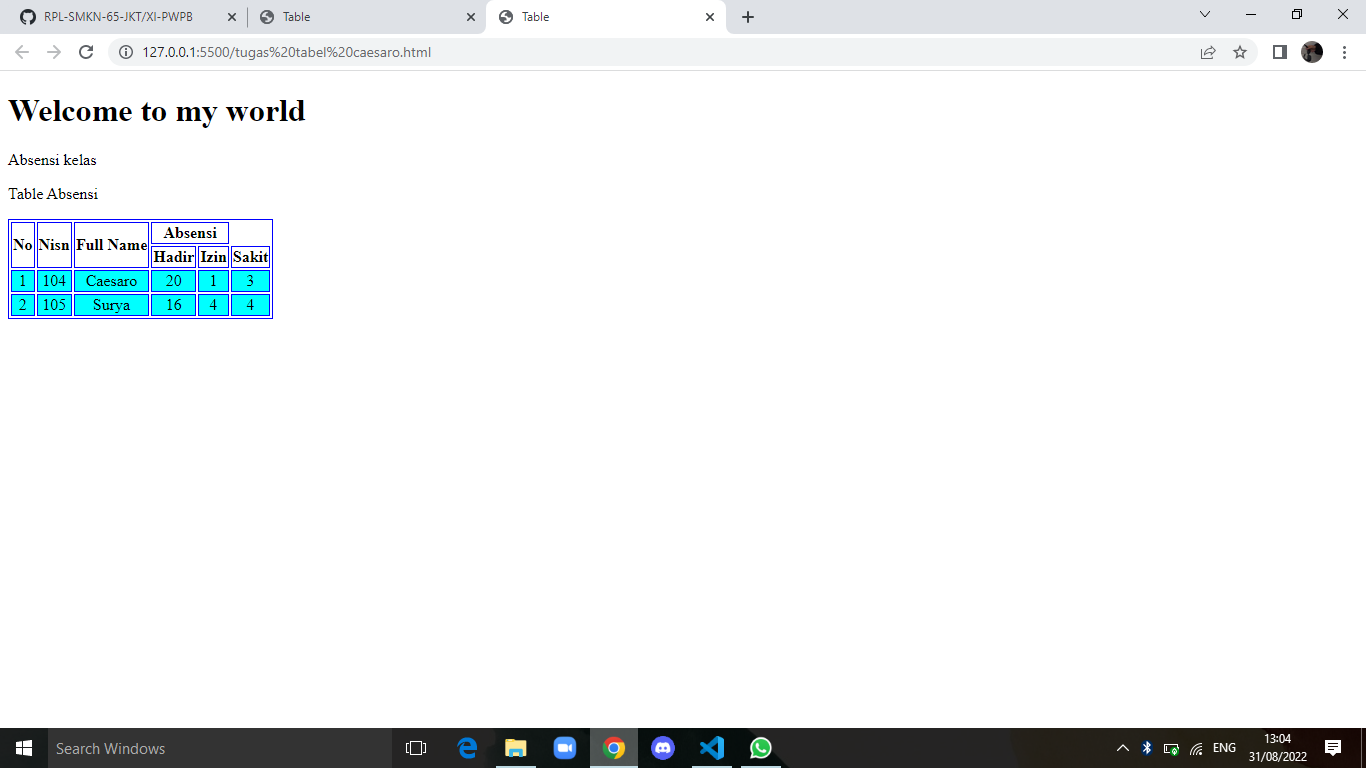 RPL-SMKN-65-JKT/XI-PWPB Table Table
127.0.0.1:5500/tugas%20tabel%20caesaro.html
Welcome to my world
Absensi kelas
Table Absensi
No Nisn Full Name Absensi
Hadir Izin Sakit
1 104 Caesaro 20 1 3
2 105 Surya 16 4 4
Search Windows
ENG
13:04
31/08/2022